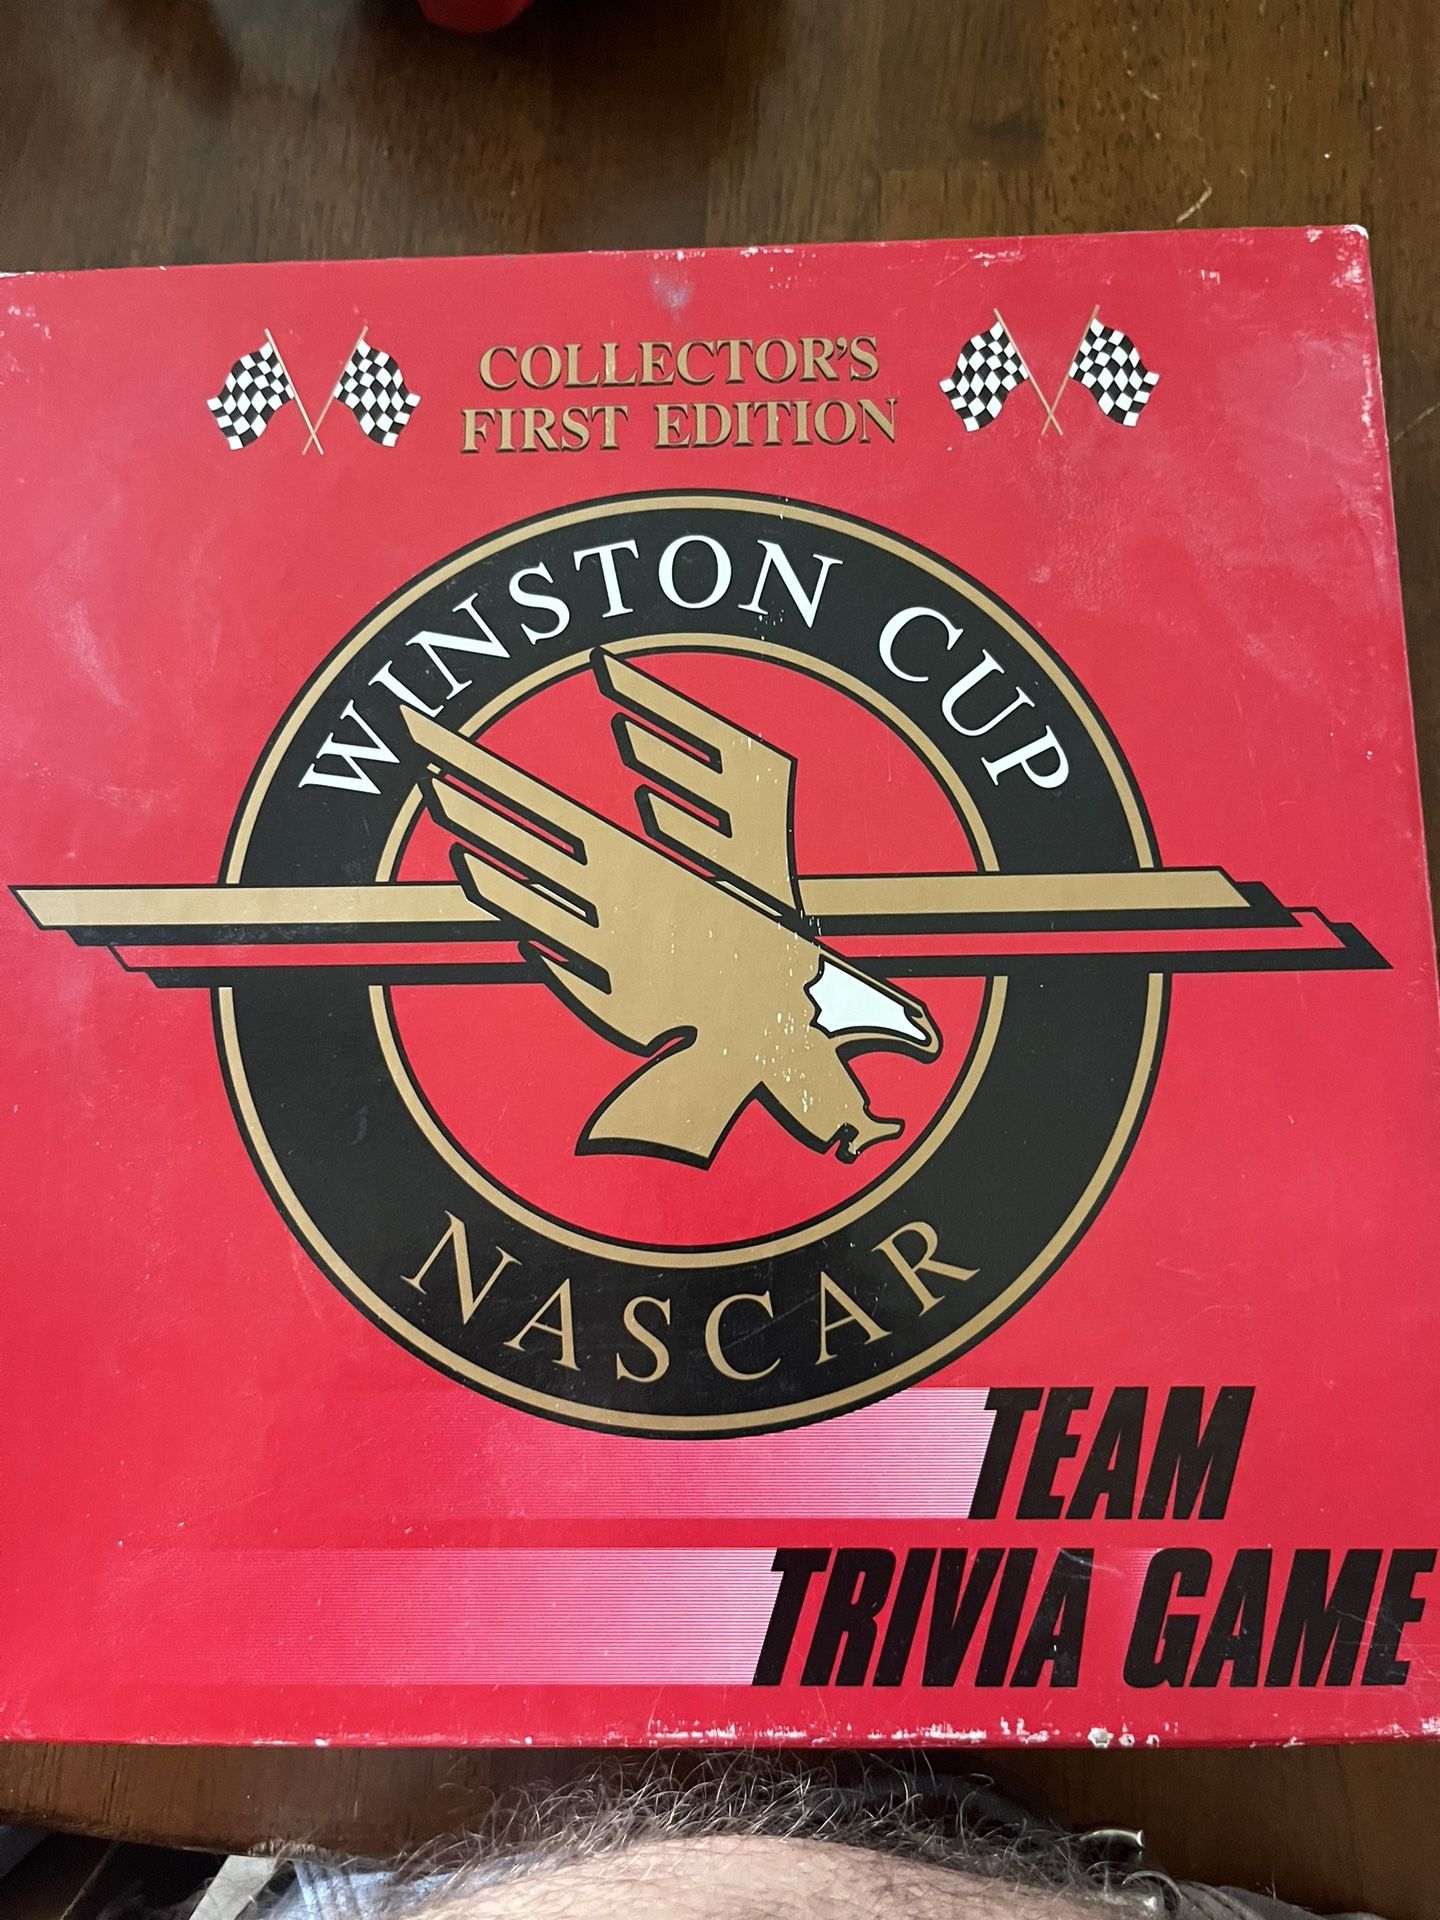 COLLECTOR'S
FIRST EDITION
WINSTON CUP
NASCAR
TEAM
TRIVIA GAME